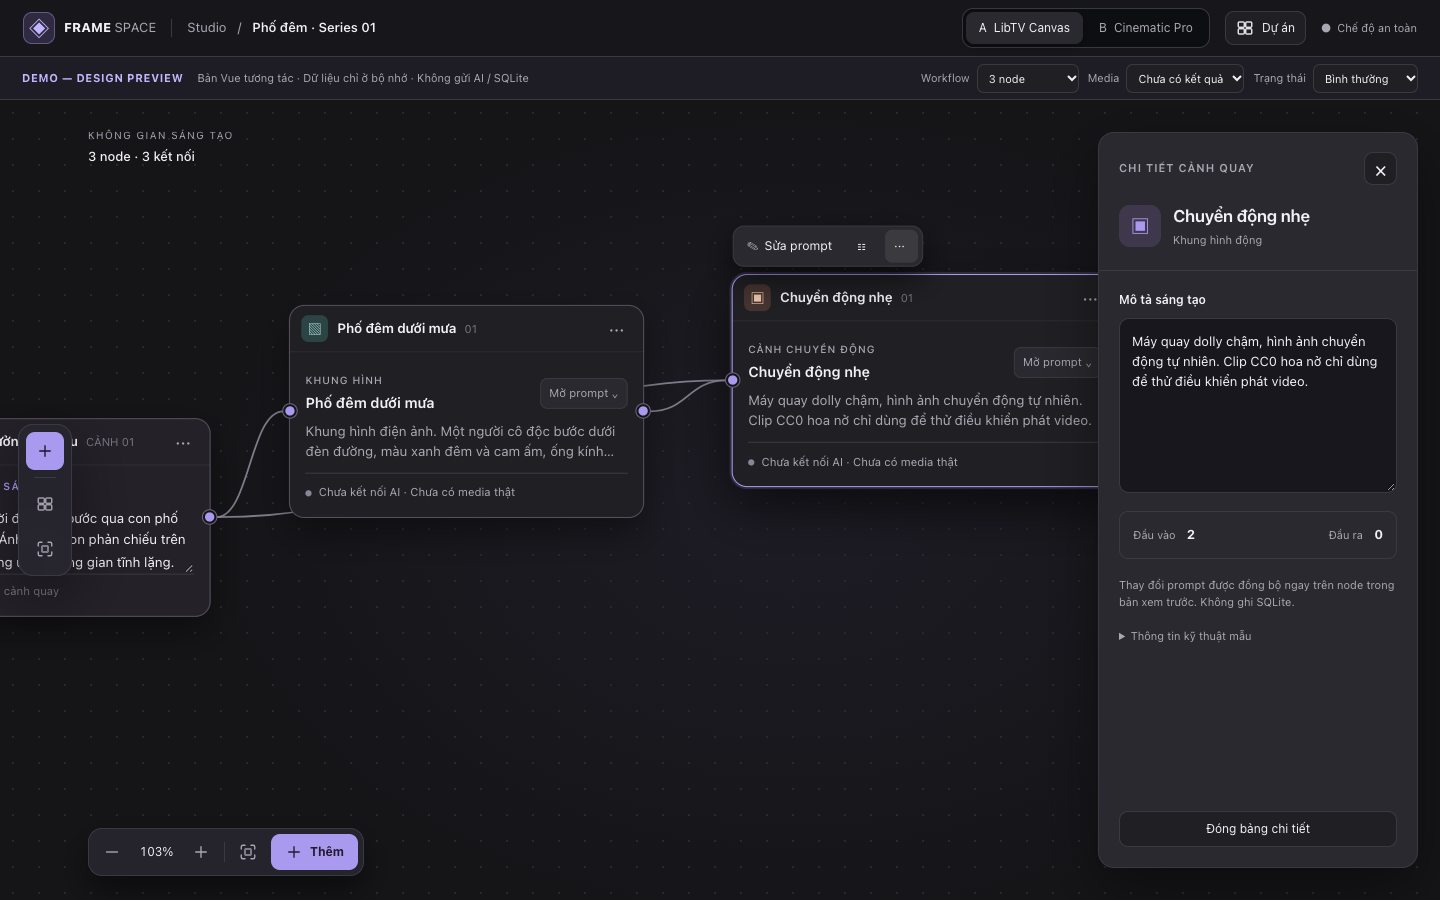 FRAME SPACE
Studio / Phố đêm · Series 01
A LibTV Canvas
B Cinematic Pro
Dự án
Chế độ an toàn
DEMO — DESIGN PREVIEW
Bản Vue tương tác · Dữ liệu chỉ ở bộ nhớ · Không gửi AI / SQLite
Workflow
3 node
Media
Chưa có kết quả
Trạng thái
Bình thường
KHÔNG GIAN SÁNG TẠO
3 node · 3 kết nối
CẢNH 01
ước qua con phố
on phản chiếu trên
gian tĩnh lặng.
cảnh quay
Phố đêm dưới mưa 01
KHUNG HÌNH
Phố đêm dưới mưa
Mở prompt
Khung hình điện ảnh. Một người cô độc bước dưới
đèn đường, màu xanh đêm và cam ấm, ống kính...
Chưa kết nối AI · Chưa có media thật
Sửa prompt
Chuyển động nhẹ 01
CẢNH CHUYỂN ĐỘNG
Chuyển động nhẹ
Mở prompt
Máy quay dolly chậm, hình ảnh chuyển động tự nhiên.
Clip CC0 hoa nở chỉ dùng để thử điều khiển phát video.
Chưa kết nối AI · Chưa có media thật
CHI TIẾT CẢNH QUAY
Chuyển động nhẹ
Khung hình động
Mô tả sáng tạo
Máy quay dolly chậm, hình ảnh chuyển
động tự nhiên. Clip CC0 hoa nở chỉ dùng
để thử điều khiển phát video.
Đầu vào 2
Đầu ra 0
Thay đổi prompt được đồng bộ ngay trên node trong
bản xem trước. Không ghi SQLite.
Thông tin kỹ thuật mẫu
Đóng bảng chi tiết
103%
Thêm